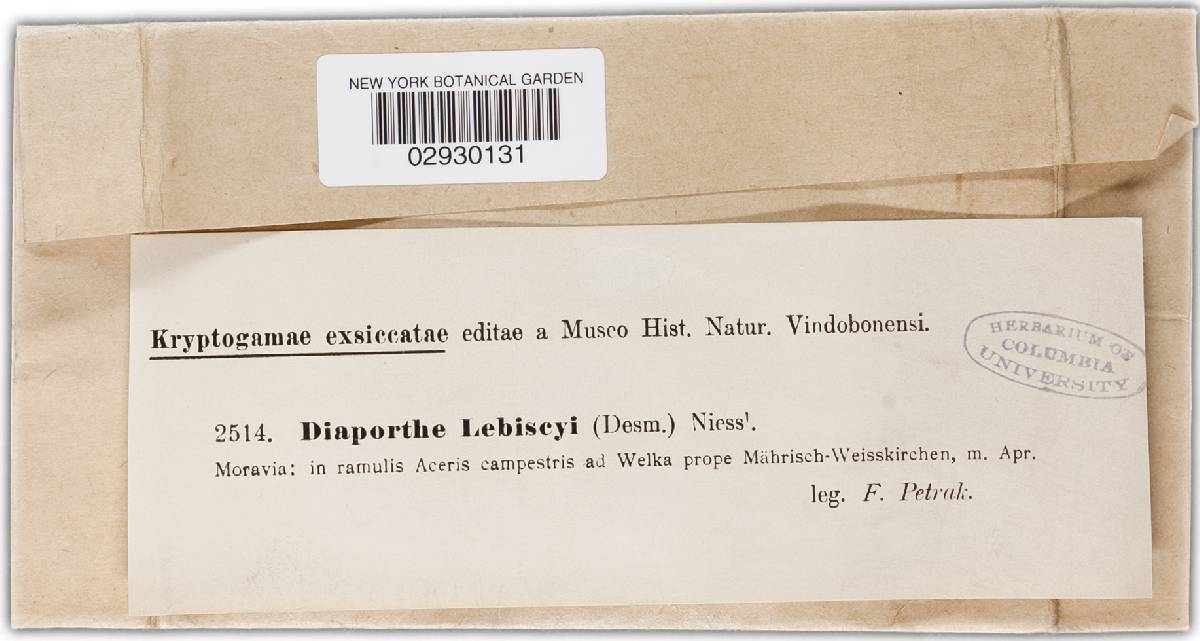 NEW YORK BOTANICAL GARDEN
02930131
Kryptogamae exsiccatae editae a Museo Hist. Natur. Vindobonensi.
HERBARIUM OF
COLUMBIA
UNIVERSITY
2514. Diaporthe Lebiscyi (Desm.) Niessl.
Moravia: in ramulis Aceris campestris ad Welka prope Mährisch-Weisskirchen, m. Apr.
leg. F. Petrak.